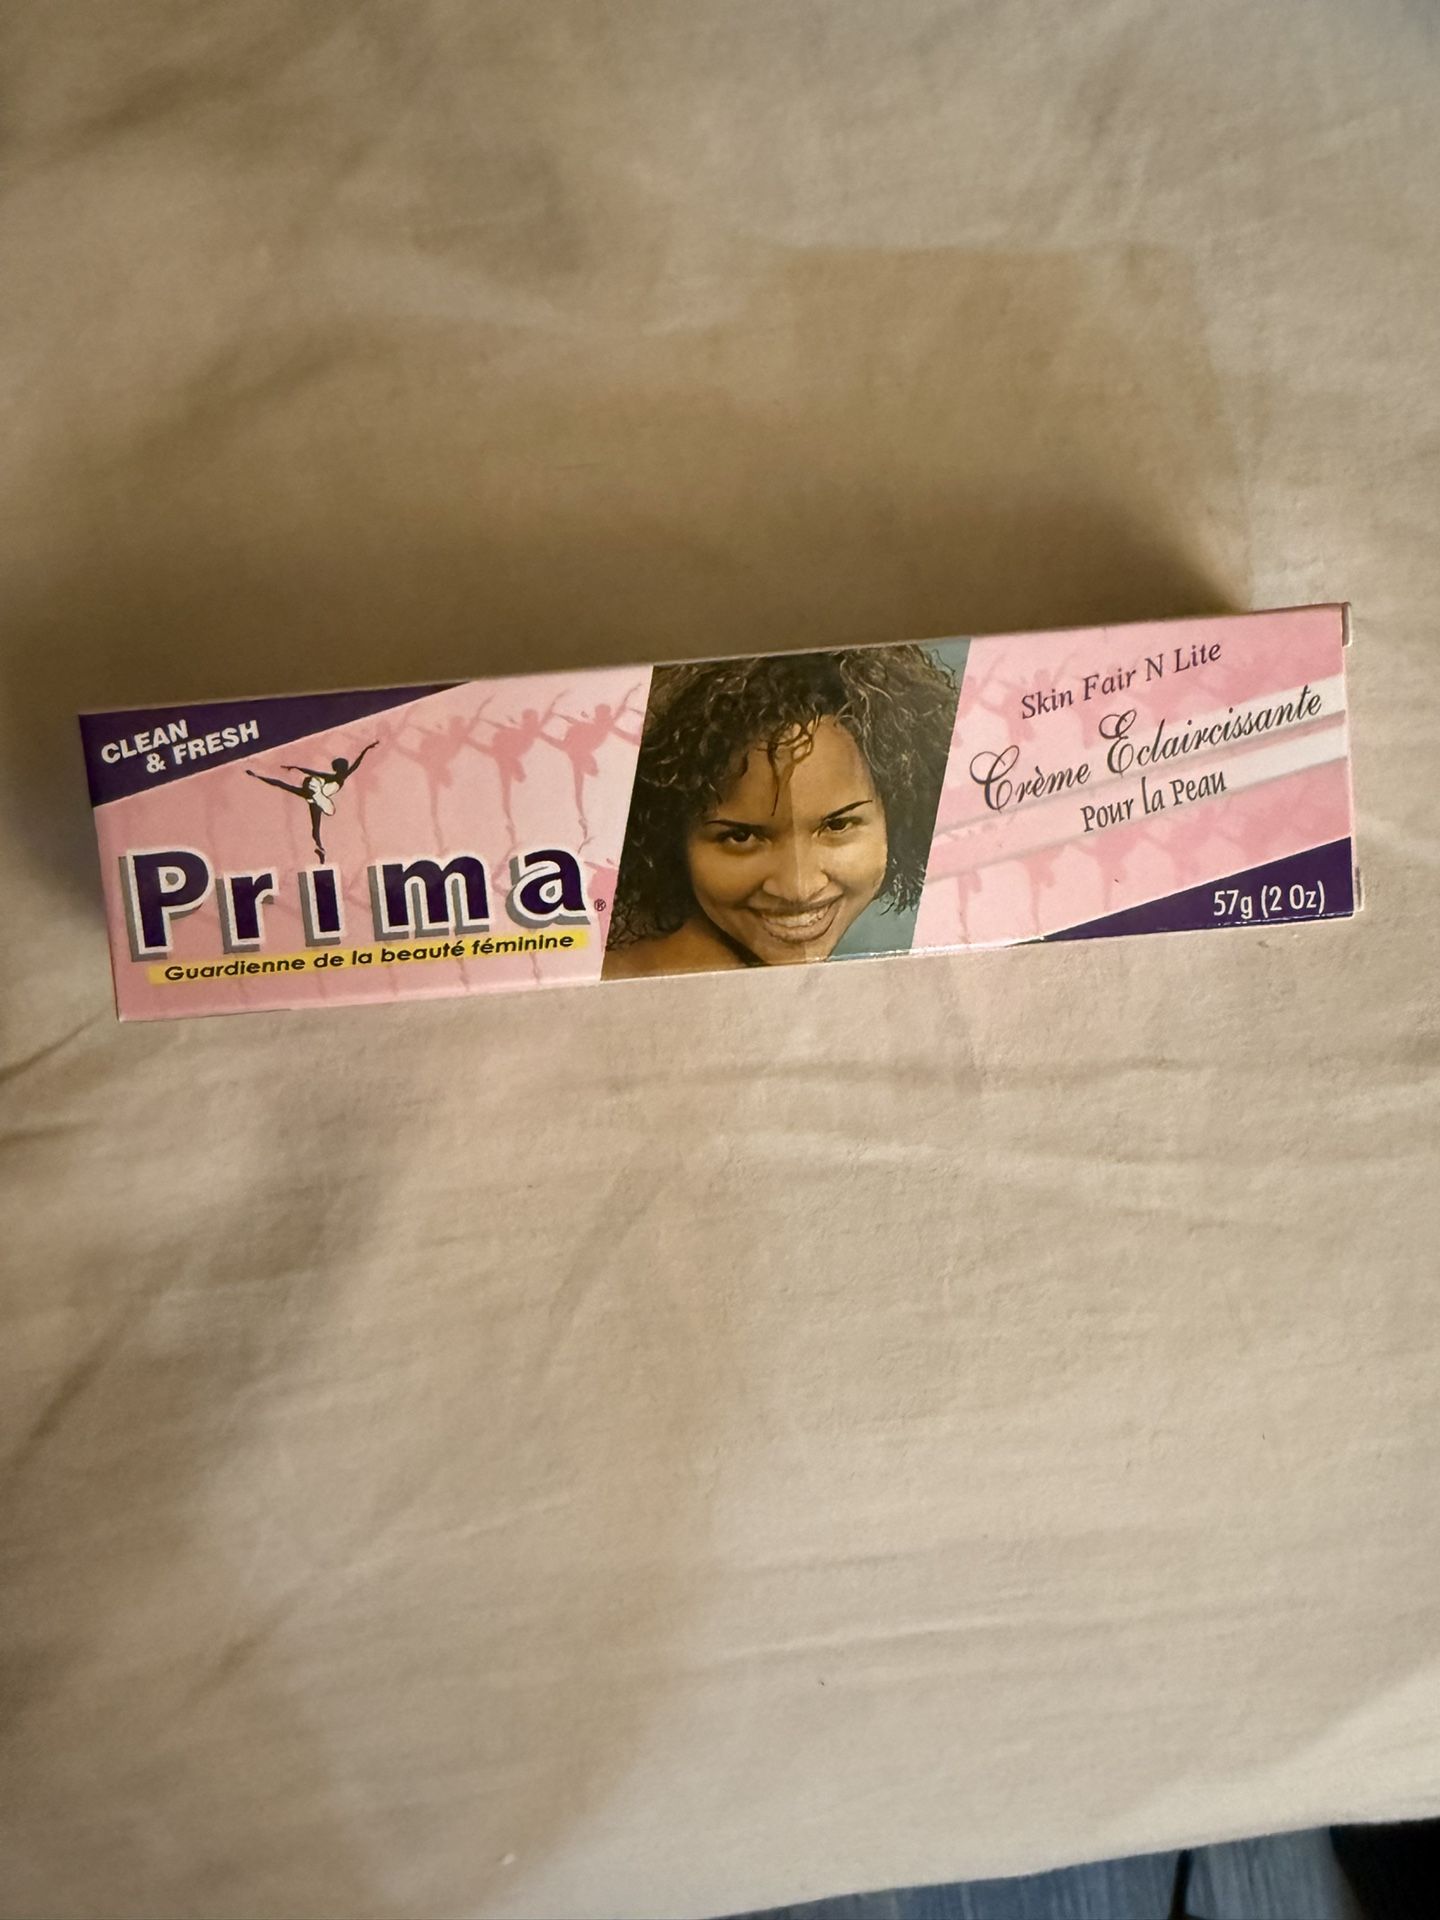 CLEAN
& FRESH
Prima®
Guardienne de la beauté féminine
Skin Fair N Lite
Crème Eclaircissante
Pour la Peau
57g (2 Oz)